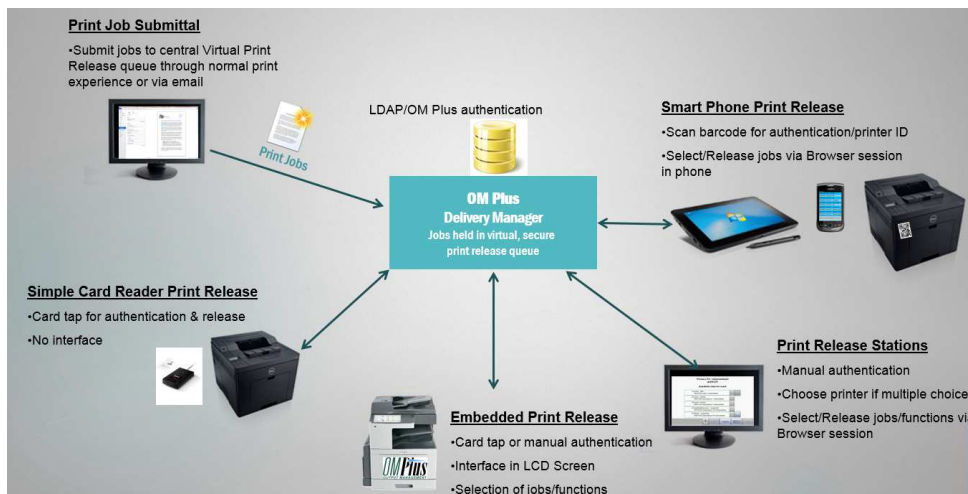 Print Job Submittal
•Submit jobs to central Virtual Print
Release queue through normal print
experience or via email
Print Jobs
LDAP/OM Plus authentication
OM Plus
Delivery Manager
Jobs held in virtual, secure
print release queue
Smart Phone Print Release
•Scan barcode for authentication/printer ID
•Select/Release jobs via Browser session
in phone
Simple Card Reader Print Release
•Card tap for authentication & release
•No interface
Embedded Print Release
•Card tap or manual authentication
•Interface in LCD Screen
•Selection of jobs/functions
OMPlus
OUTPUT MANAGEMENT
Print Release Stations
•Manual authentication
•Choose printer if multiple choice
•Select/Release jobs/functions vi
Browser session